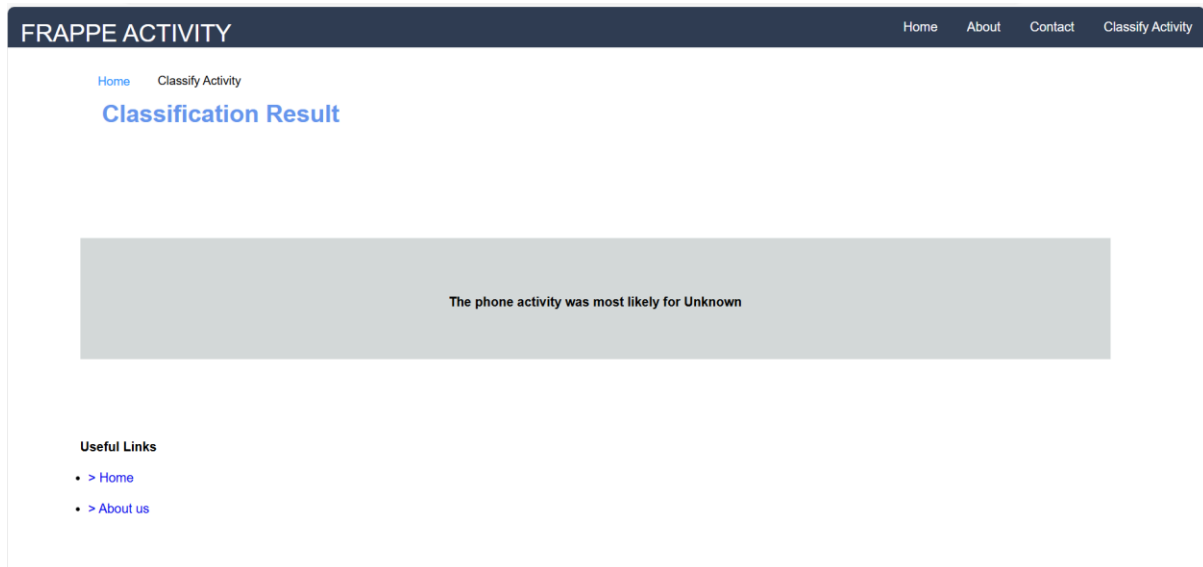 FRAPPE ACTIVITY Home About Contact Classify Activity
Home Classify Activity
Classification Result
The phone activity was most likely for Unknown
Useful Links
• > Home
• > About us